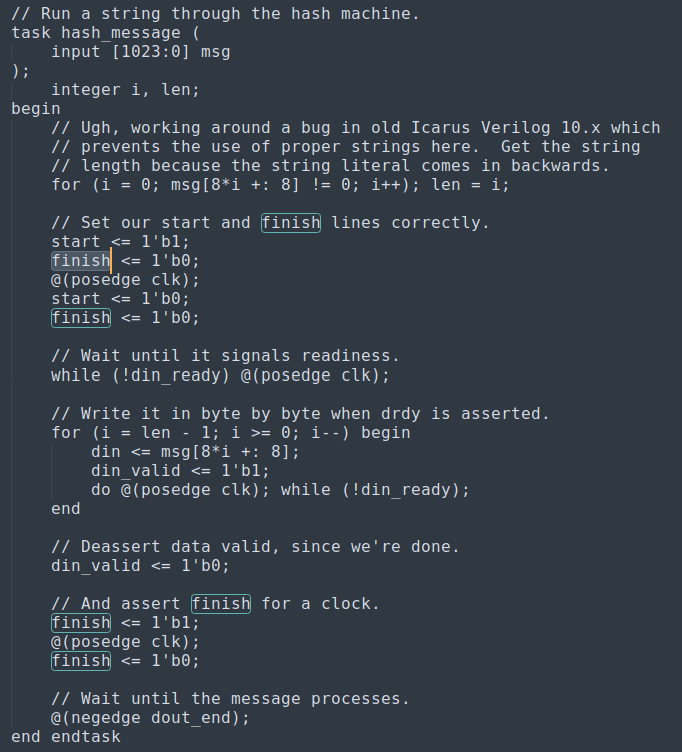 // Run a string through the hash machine.
task hash_message (
    input [1023:0] msg
);
    integer i, len;
begin
    // Ugh, working around a bug in old Icarus Verilog 10.x which
    // prevents the use of proper strings here.  Get the string
    // length because the string literal comes in backwards.
    for (i = 0; msg[8*i +: 8] != 0; i++); len = i;

    // Set our start and finish lines correctly.
    start <= 1'b1;
    finish <= 1'b0;
    @(posedge clk);
    start <= 1'b0;
    finish <= 1'b0;

    // Wait until it signals readiness.
    while (!din_ready) @(posedge clk);

    // Write it in byte by byte when drdy is asserted.
    for (i = len - 1; i >= 0; i--) begin
        din <= msg[8*i +: 8];
        din_valid <= 1'b1;
        do @(posedge clk); while (!din_ready);
    end

    // Deassert data valid, since we're done.
    din_valid <= 1'b0;

    // And assert finish for a clock.
    finish <= 1'b1;
    @(posedge clk);
    finish <= 1'b0;

    // Wait until the message processes.
    @(negedge dout_end);
end endtask